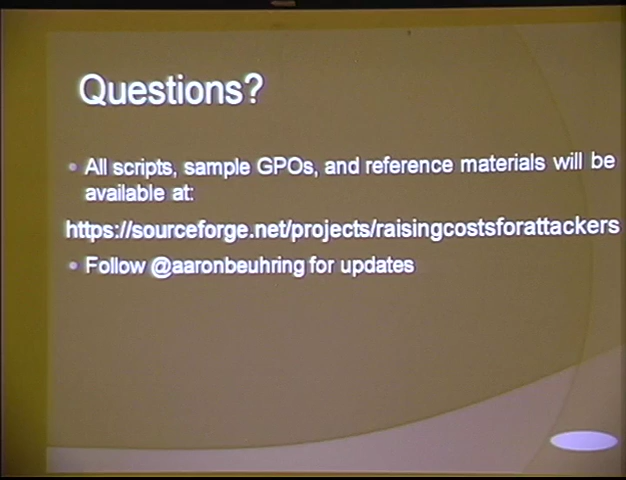 Questions?
• All scripts, sample GPOs, and reference materials will be
available at:
https://sourceforge.net/projects/raisingcostsforattackers
• Follow @aaronbeuhring for updates